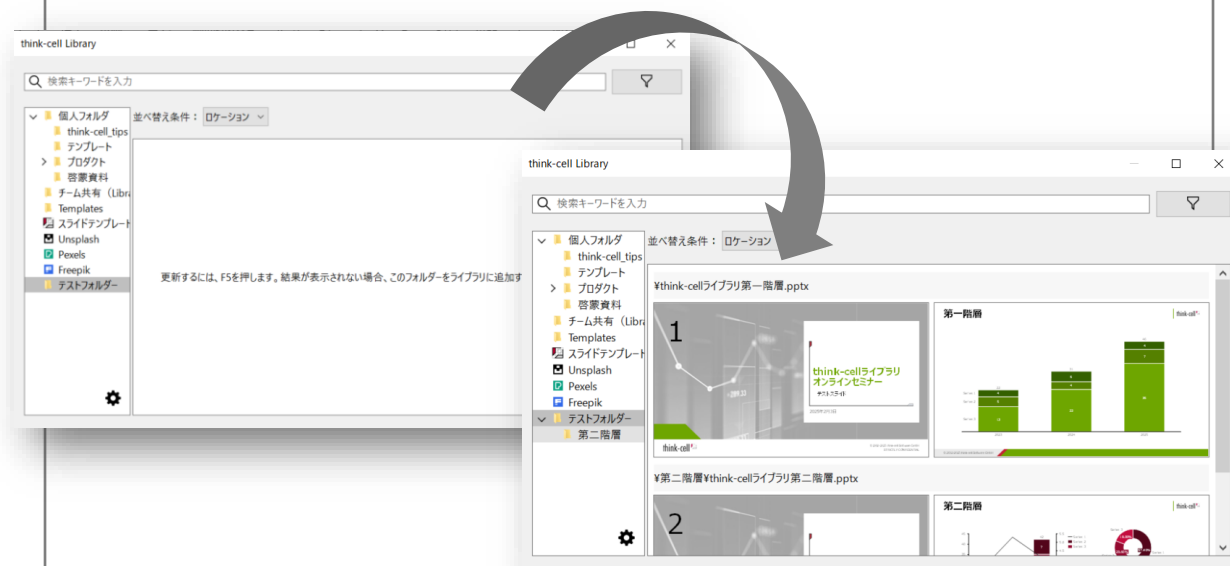 think-cell Library
検索キーワードを入力
個人フォルダ
並べ替え条件：
ロケーション
think-cell_tips
テンプレート
プロダクト
啓蒙資料
チーム共有（Libra
Templates
スライドテンプレート
Unsplash
Pexels
Freepik
テストフォルダー
更新するには、F5を押します。結果が表示されない場合、このフォルダーをライブラリに追加す
think-cell Library
検索キーワードを入力
個人フォルダ
並べ替え条件：
ロケーション
think-cell_tips
テンプレート
プロダクト
啓蒙資料
チーム共有（Libra
Templates
スライドテンプレート
Unsplash
Pexels
Freepik
テストフォルダー
第二階層
¥think-cellライブラリ第一階層.pptx
1
think-cellライブラリ
オンラインセミナー
テストスライド
think-cell
第一階層
think-cell
¥第二階層¥think-cellライブラリ第二階層.pptx
2
第二階層
think-cell